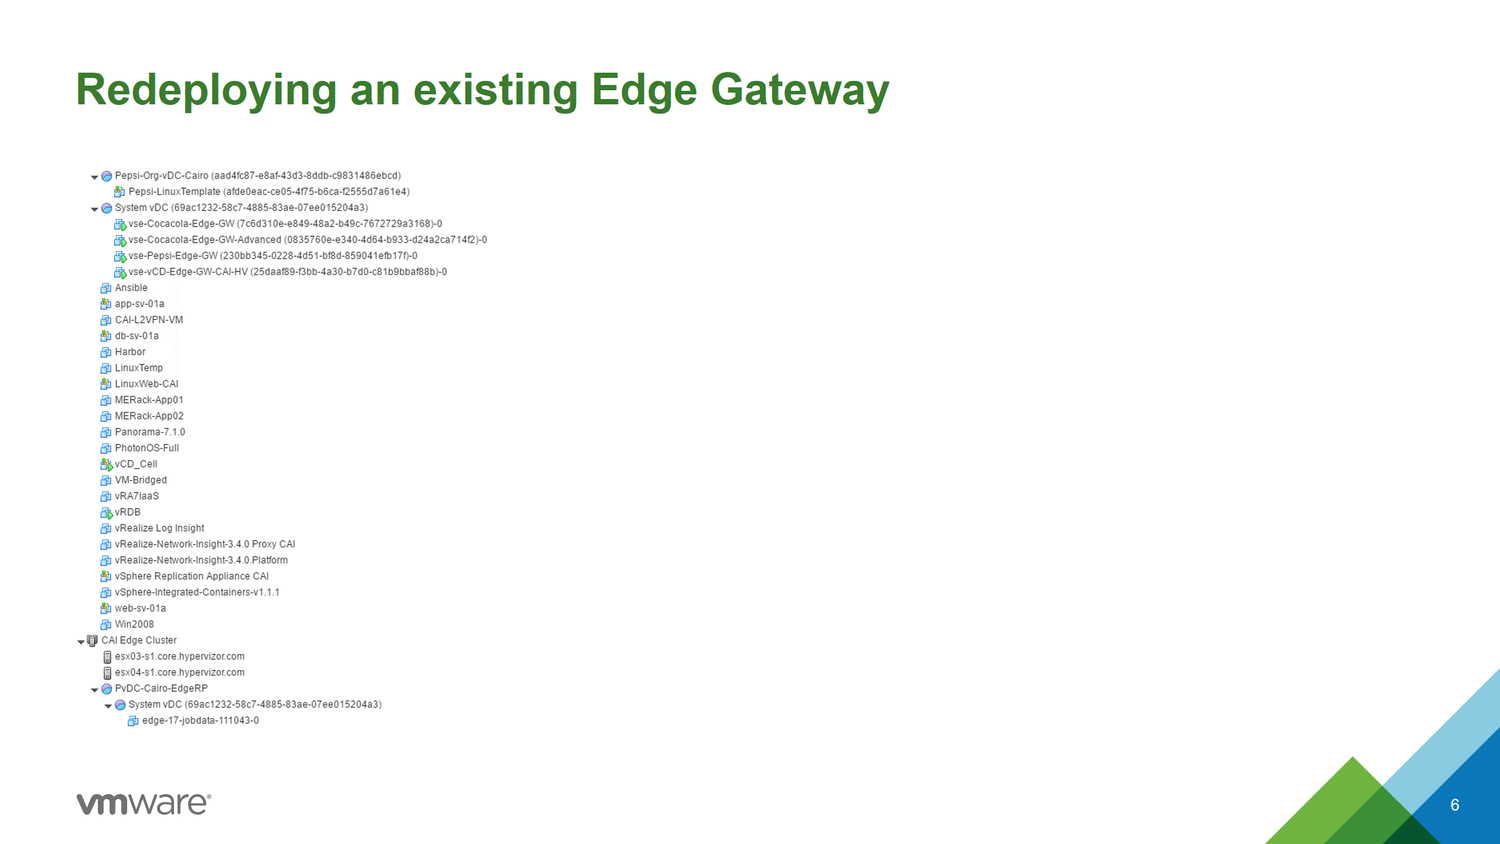 Redeploying an existing Edge Gateway
Pepsi-Org-vDC-Cairo (aad4fc87-e8af-43d3-8ddb-c9831486ebcd)
Pepsi-LinuxTemplate (afde0eac-ce05-4f75-b6ca-f2555d7a61e4)
System vDC (69ac1232-58c7-4885-83ae-07ee015204a3)
vse-Cocacola-Edge-GW (7c6d310e-e849-48a2-b49c-7672729a3168)-0
vse-Cocacola-Edge-GW-Advanced (0835760e-e340-4d64-b933-d24a2ca714f2)-0
vse-Pepsi-Edge-GW (230bb345-0228-4d51-bf8d-859041efb17f)-0
vse-vCD-Edge-GW-CAI-HV (25daaf89-f3bb-4a30-b7d0-c81b9bbaf88b)-0
Ansible
app-sv-01a
CAI-L2VPN-VM
db-sv-01a
Harbor
LinuxTemp
LinuxWeb-CAI
MERack-App01
MERack-App02
Panorama-7.1.0
PhotonOS-Full
vCD_Cell
VM-Bridged
vRA7IaaS
vRDB
vRealize Log Insight
vRealize-Network-Insight-3.4.0 Proxy CAI
vRealize-Network-Insight-3.4.0.Platform
vSphere Replication Appliance CAI
vSphere-Integrated-Containers-v1.1.1
web-sv-01a
Win2008
CAI Edge Cluster
esx03-s1.core.hypervizor.com
esx04-s1.core.hypervizor.com
PvDC-Cairo-EdgeRP
System vDC (69ac1232-58c7-4885-83ae-07ee015204a3)
edge-17-jobdata-111043-0
vmware®
6